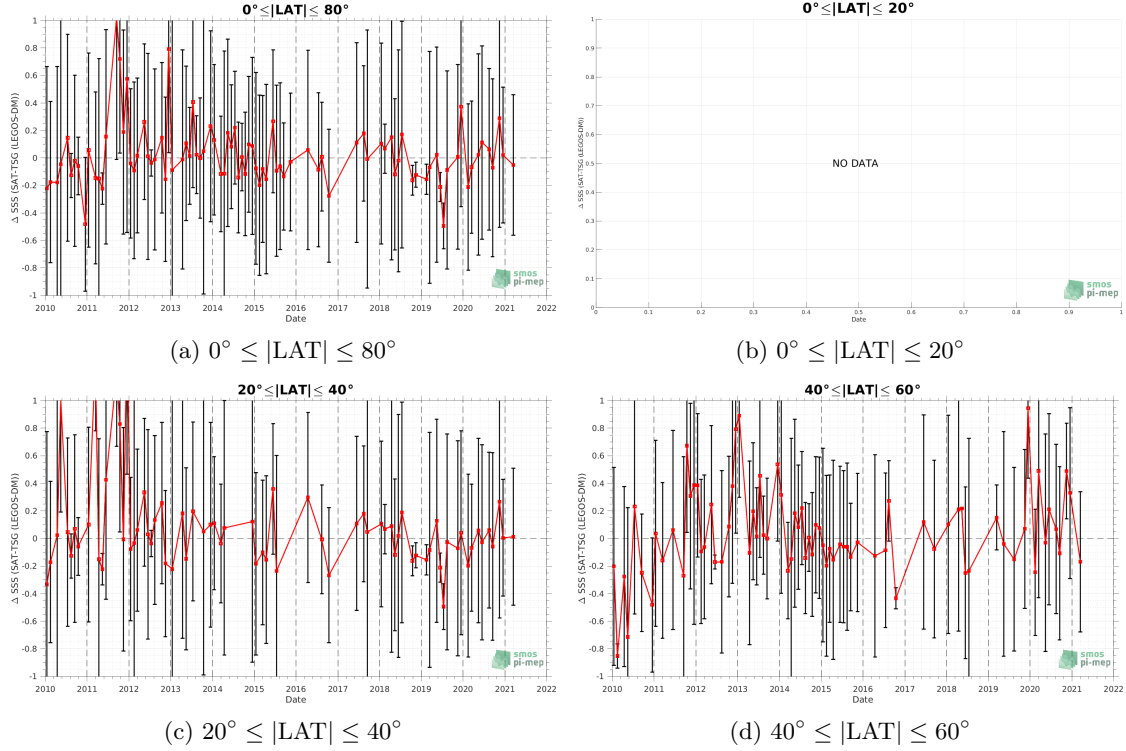 0°≤|LAT|≤ 80°
Δ SSS (SAT-TSG (LEGOS-DM))
1
0.8
0.6
0.4
0.2
0
-0.2
-0.4
-0.6
-0.8
-1
2010 2011 2012 2013 2014 2015 2016 2017 2018 2019 2020 2021 2022
Date
smos
pi-mep
(a) 0° ≤ |LAT| ≤ 80°
0°≤|LAT|≤ 20°
Δ SSS (SAT-TSG (LEGOS-DM))
1
0.9
0.8
0.7
0.6
0.5
0.4
0.3
0.2
0.1
0
NO DATA
0 0.1 0.2 0.3 0.4 0.5 0.6 0.7 0.8 0.9 1
Date
smos
pi-mep
(b) 0° ≤ |LAT| ≤ 20°
20°≤|LAT|≤ 40°
Δ SSS (SAT-TSG (LEGOS-DM))
1
0.8
0.6
0.4
0.2
0
-0.2
-0.4
-0.6
-0.8
-1
2010 2011 2012 2013 2014 2015 2016 2017 2018 2019 2020 2021 2022
Date
smos
pi-mep
(c) 20° ≤ |LAT| ≤ 40°
40°≤|LAT|≤ 60°
Δ SSS (SAT-TSG (LEGOS-DM))
1
0.8
0.6
0.4
0.2
0
-0.2
-0.4
-0.6
-0.8
-1
2010 2011 2012 2013 2014 2015 2016 2017 2018 2019 2020 2021 2022
Date
smos
pi-mep
(d) 40° ≤ |LAT| ≤ 60°